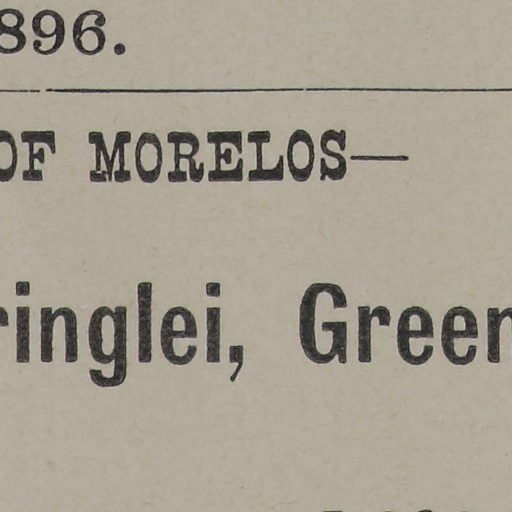 896.
OF MORELOS—
ringlei, Green